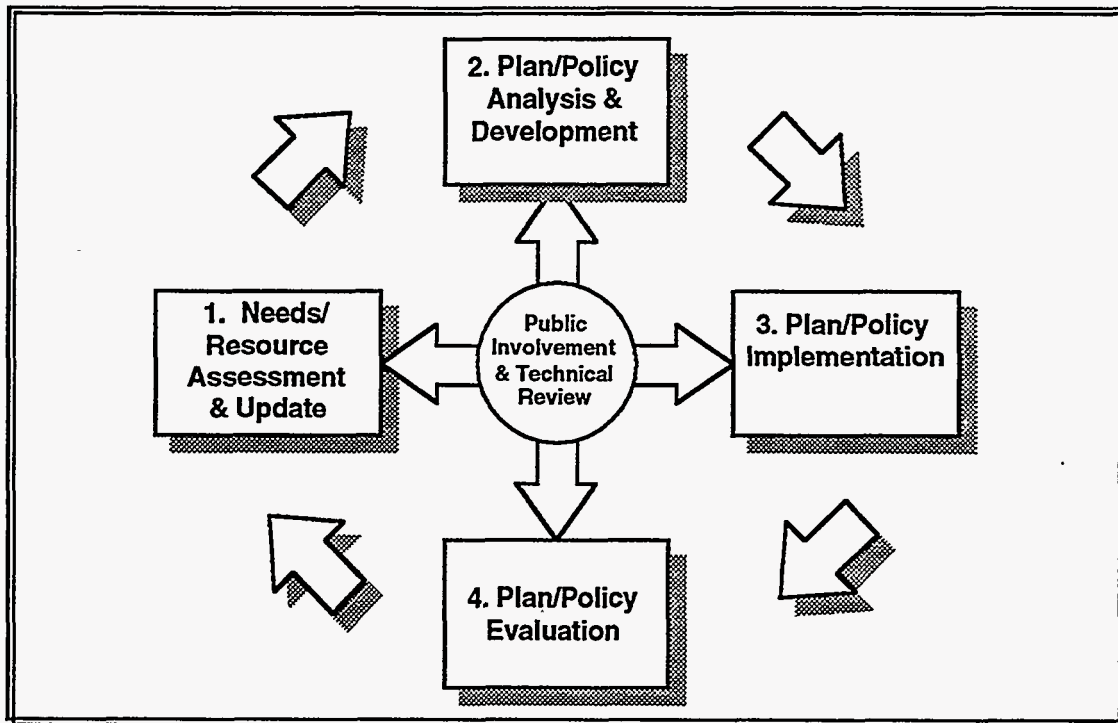 2. Plan/Policy
Analysis &
Development
1. Needs/
Resource
Assessment
& Update
Public
Involvement
& Technical
Review
3. Plan/Policy
Implementation
4. Plan/Policy
Evaluation